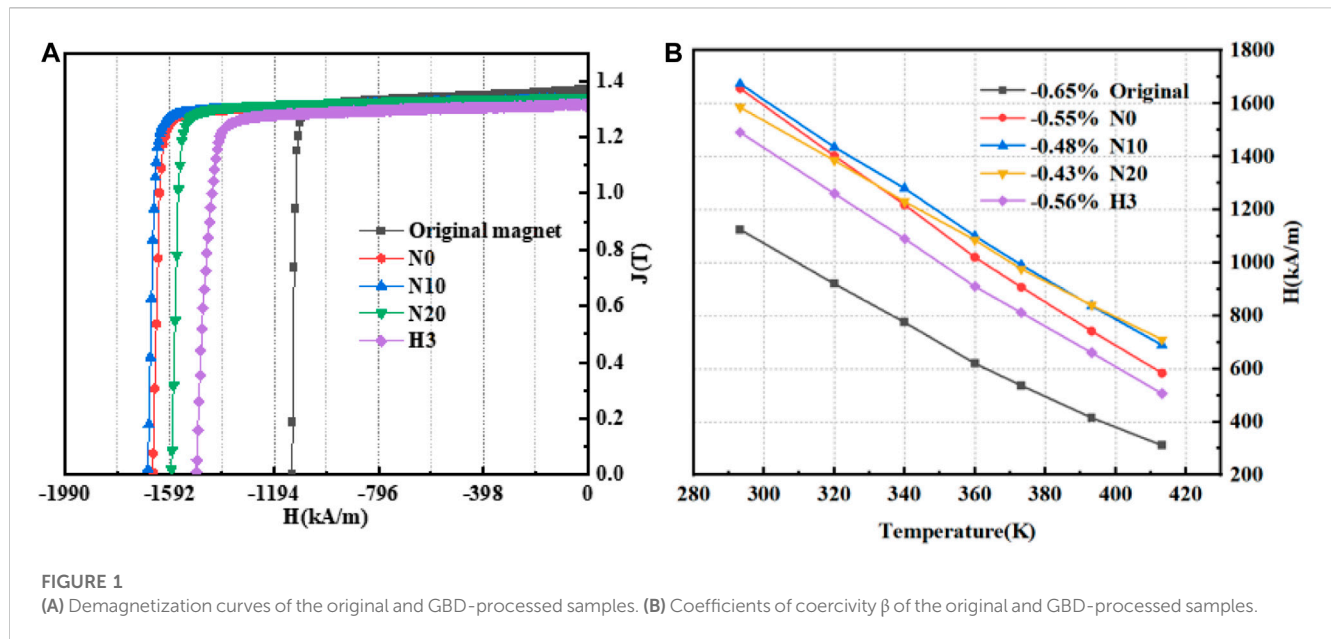 A
1.4
1.2
1.0
0.8
0.6
0.4
0.2
0.0
J(T)
Original magnet
N0
N10
N20
H3
-1990
-1592
-1194
-796
-398
0
H(kA/m)
B
-0.65% Original
-0.55% N0
-0.48% N10
-0.43% N20
-0.56% H3
1800
1600
1400
1200
1000
800
600
400
200
H(kA/m)
280
300
320
340
360
380
400
420
Temperature(K)
FIGURE 1
(A) Demagnetization curves of the original and GBD-processed samples. (B) Coefficients of coercivity β of the original and GBD-processed samples.